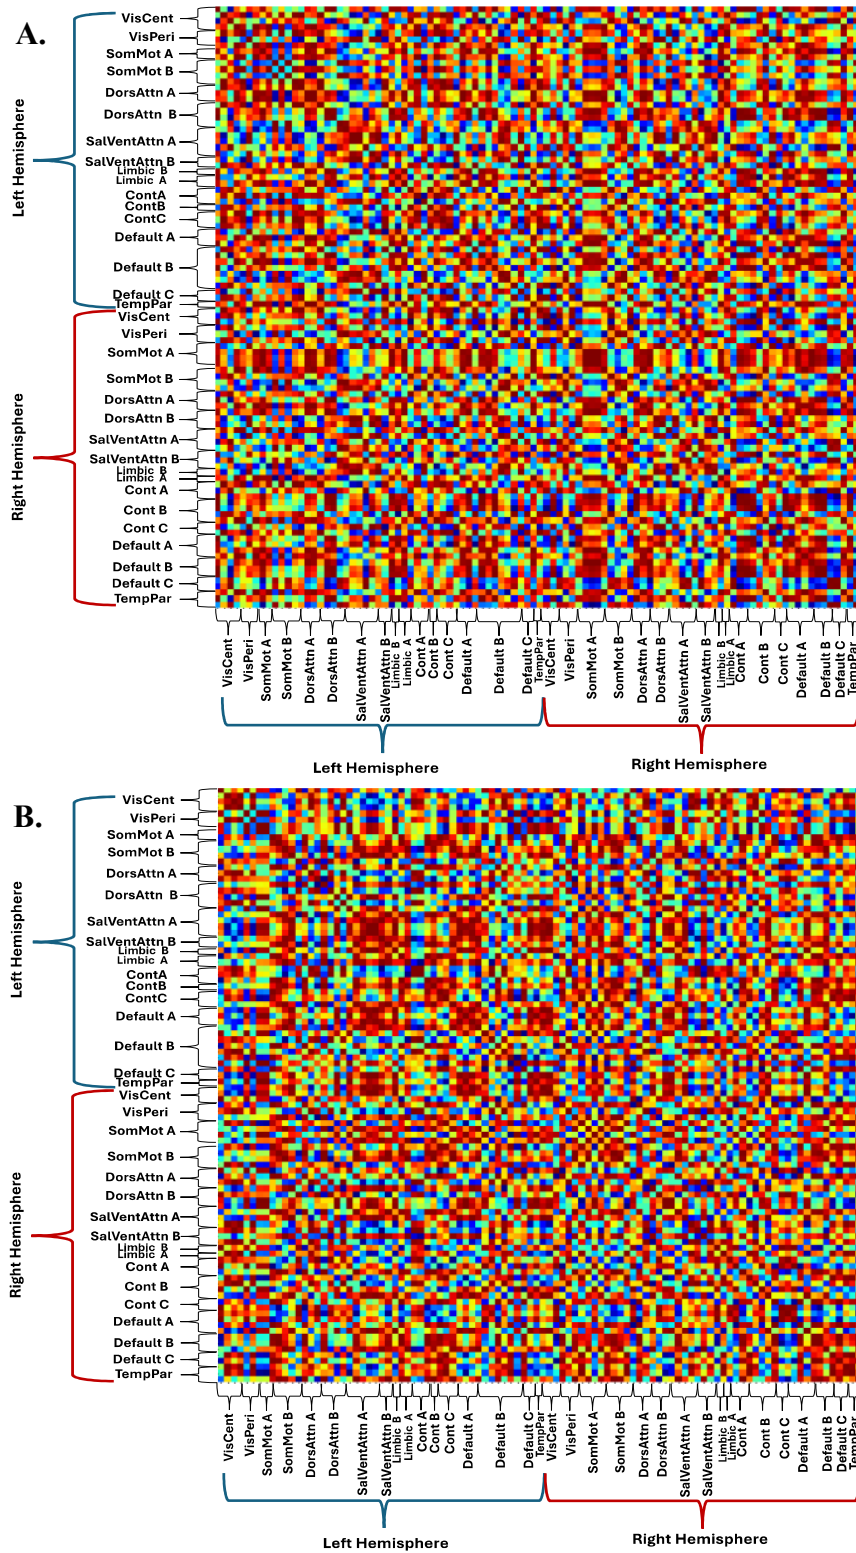 A.
Left Hemisphere
VisCent
VisPeri
SomMot A
SomMot B
DorsAttn A
DorsAttn B
SalVentAttn A
SalVentAttn B
Limbic B
Limbic A
ContA
ContB
ContC
Default A
Default B
Default C
TempPar
Right Hemisphere
VisCent
VisPeri
SomMot A
SomMot B
DorsAttn A
DorsAttn B
SalVentAttn A
SalVentAttn B
Limbic B
Limbic A
Cont A
Cont B
Cont C
Default A
Default B
Default C
TempPar
VisCent
VisPeri
SomMot A
SomMot B
DorsAttn A
DorsAttn B
SalVentAttn A
SalVentAttn B
Limbic B
Limbic A
Cont A
Cont B
Cont C
Default A
Default B
Default C
TempPar
VisCent
VisPeri
SomMot A
SomMot B
DorsAttn A
DorsAttn B
SalVentAttn A
SalVentAttn B
Limbic B
Limbic A
Cont A
Cont B
Cont C
Default A
Default B
Default C
TempPar
Left Hemisphere
Right Hemisphere
B.
Left Hemisphere
VisCent
VisPeri
SomMot A
SomMot B
DorsAttn A
DorsAttn B
SalVentAttn A
SalVentAttn B
Limbic B
Limbic A
ContA
ContB
ContC
Default A
Default B
Default C
TempPar
Right Hemisphere
VisCent
VisPeri
SomMot A
SomMot B
DorsAttn A
DorsAttn B
SalVentAttn A
SalVentAttn B
Limbic B
Limbic A
Cont A
Cont B
Cont C
Default A
Default B
Default C
TempPar
VisCent
VisPeri
SomMot A
SomMot B
DorsAttn A
DorsAttn B
SalVentAttn A
SalVentAttn B
Limbic B
Limbic A
Cont A
Cont B
Cont C
Default A
Default B
Default C
TempPar
VisCent
VisPeri
SomMot A
SomMot B
DorsAttn A
DorsAttn B
SalVentAttn A
SalVentAttn B
Limbic B
Limbic A
Cont A
Cont B
Cont C
Default A
Default B
Default C
TempPar
Left Hemisphere
Right Hemisphere